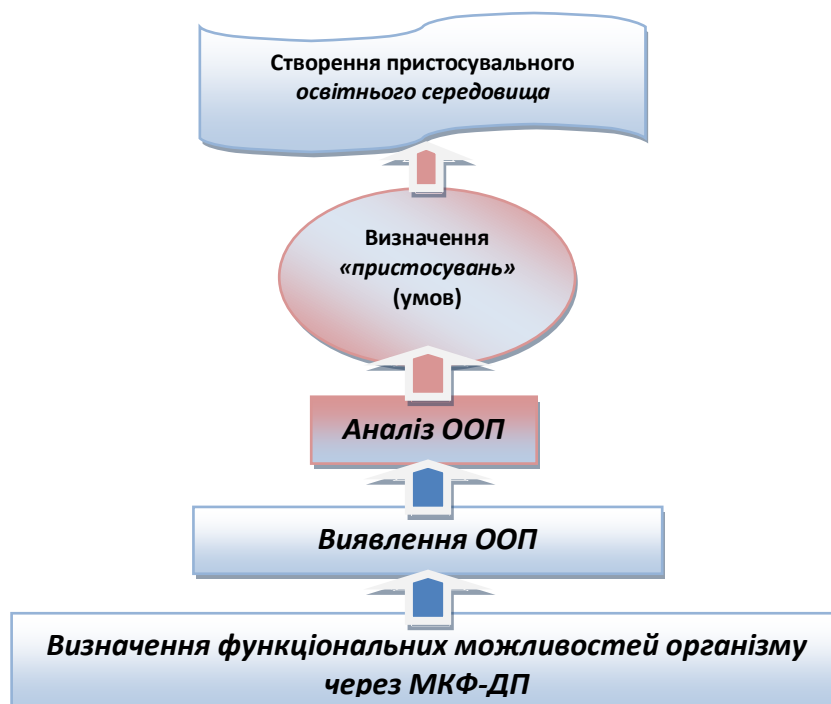 Створення пристосувального
освітнього середовища
Визначення
«пристосувань»
(умов)
Аналіз ООП
Виявлення ООП
Визначення функціональних можливостей організму
через МКФ-ДП